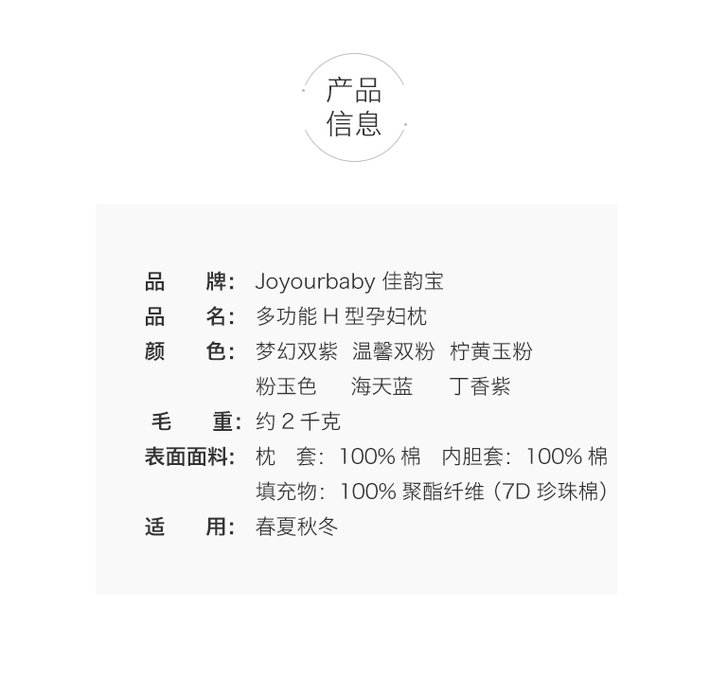 产品
信息
品 牌： Joyourbaby 佳韵宝
品 名： 多功能 H 型孕妇枕
颜 色： 梦幻双紫 温馨双粉 柠黄玉粉
粉玉色 海天蓝 丁香紫
毛 重： 约 2 千克
表面面料： 枕 套：100% 棉 内胆套：100% 棉
填充物：100% 聚酯纤维（7D 珍珠棉）
适 用： 春夏秋冬